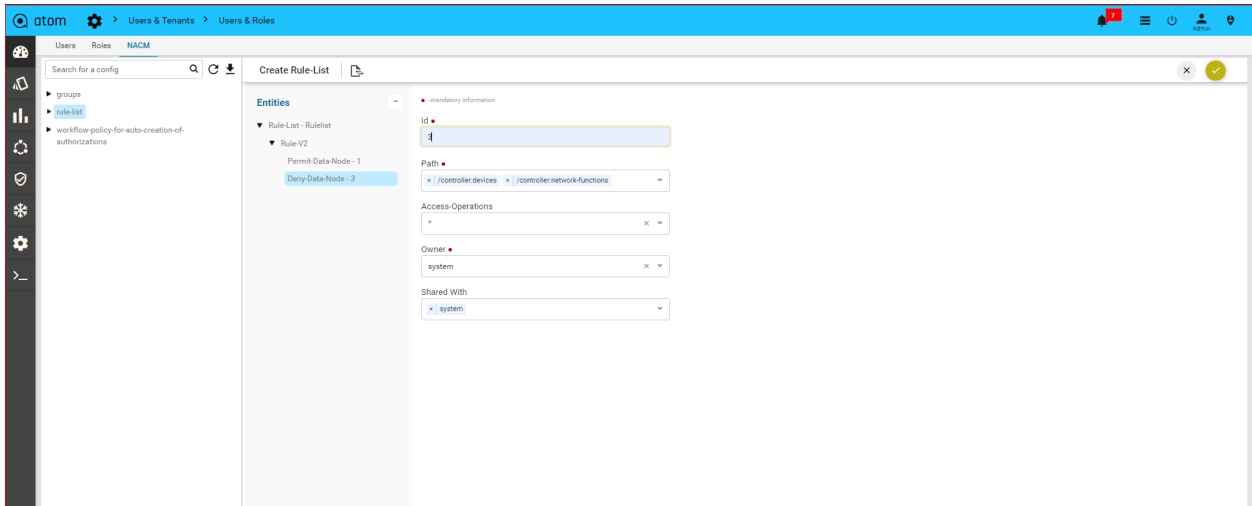 atom > Users & Tenants > Users & Roles 7 Admin
Users Roles NACM
Search for a config
groups
rule-list
workflow-policy-for-auto-creation-of-
authorizations
Create Rule-List
Entities
Rule-List - Rulelist
Rule-V2
Permit-Data-Node - 1
Deny-Data-Node - 3
-mandatory information
Id
3
Path
× /controller:devices × /controller:network-functions
Access-Operations
*
Owner
system
Shared With
× system